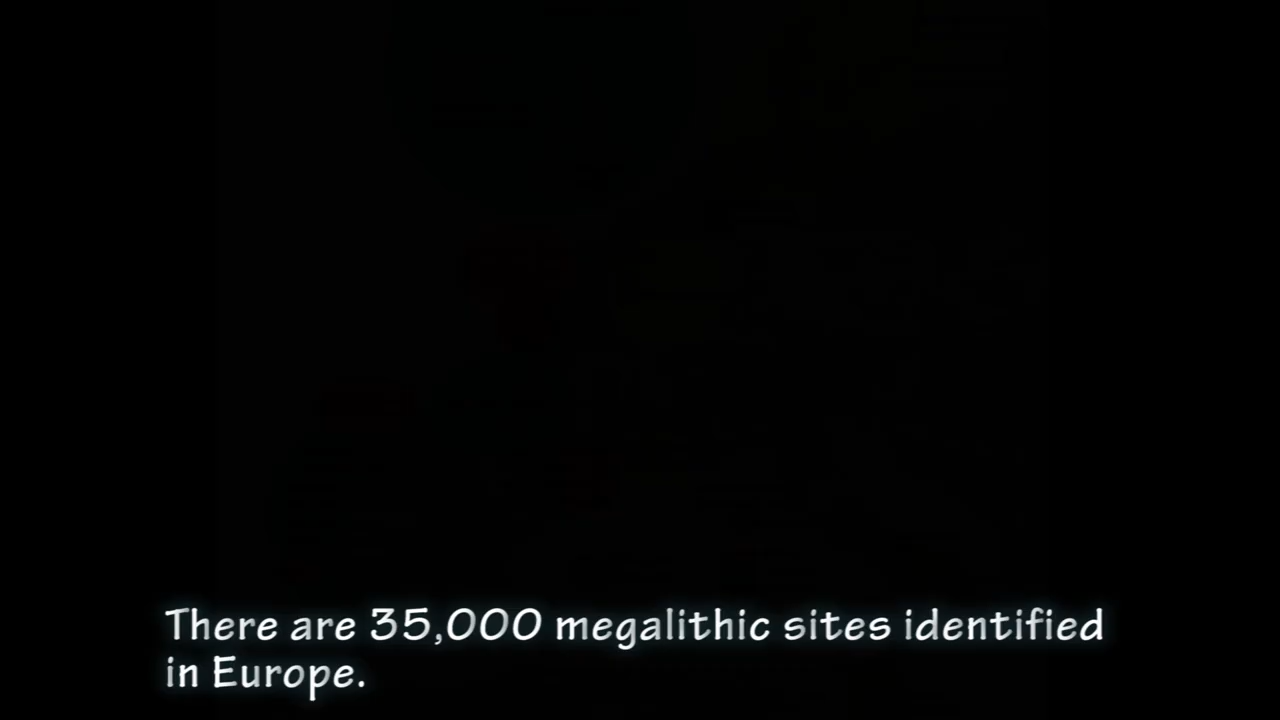 There are 35,000 megalithic sites identified
in Europe.